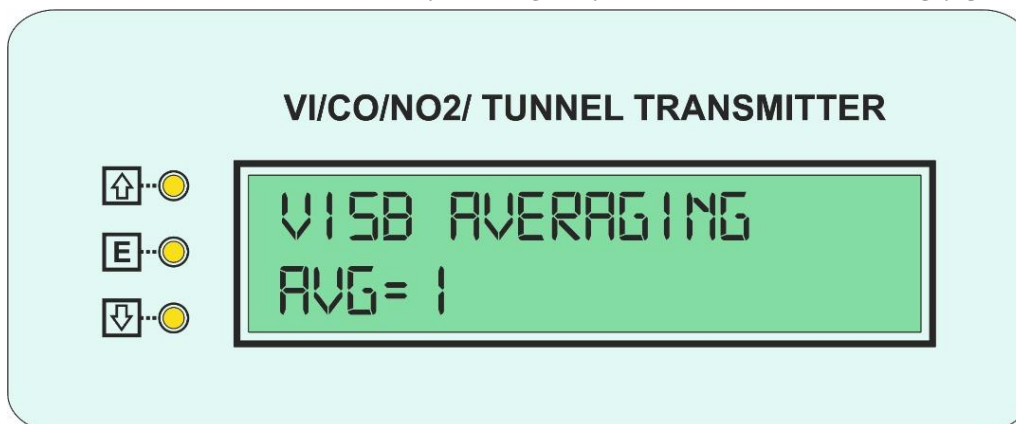 VI/CO/NO2/ TUNNEL TRANSMITTER
VISB AVERAGING
E
AVG= 1